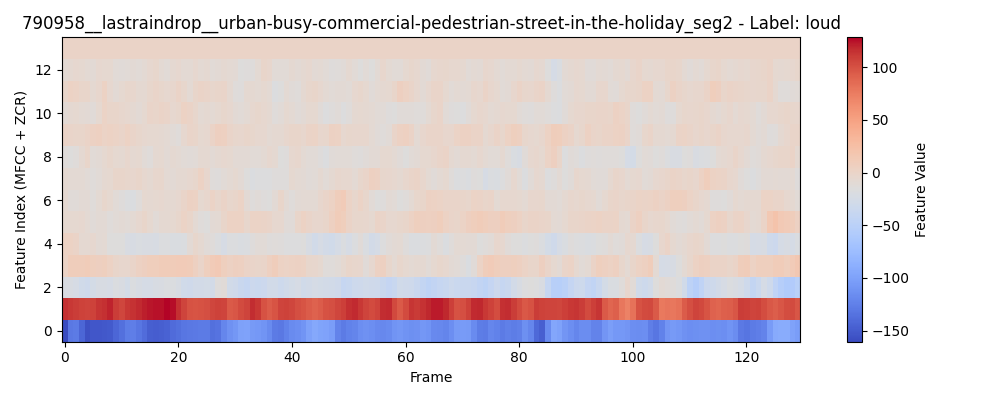 790958__lastraindrop__urban-busy-commercial-pedestrian-street-in-the-holiday_seg2 - Label: loud
Feature Index (MFCC + ZCR)
12
10
8
6
4
2
0
0 20 40 60 80 100 120
Frame
100
50
0
−50
−100
−150
Feature Value